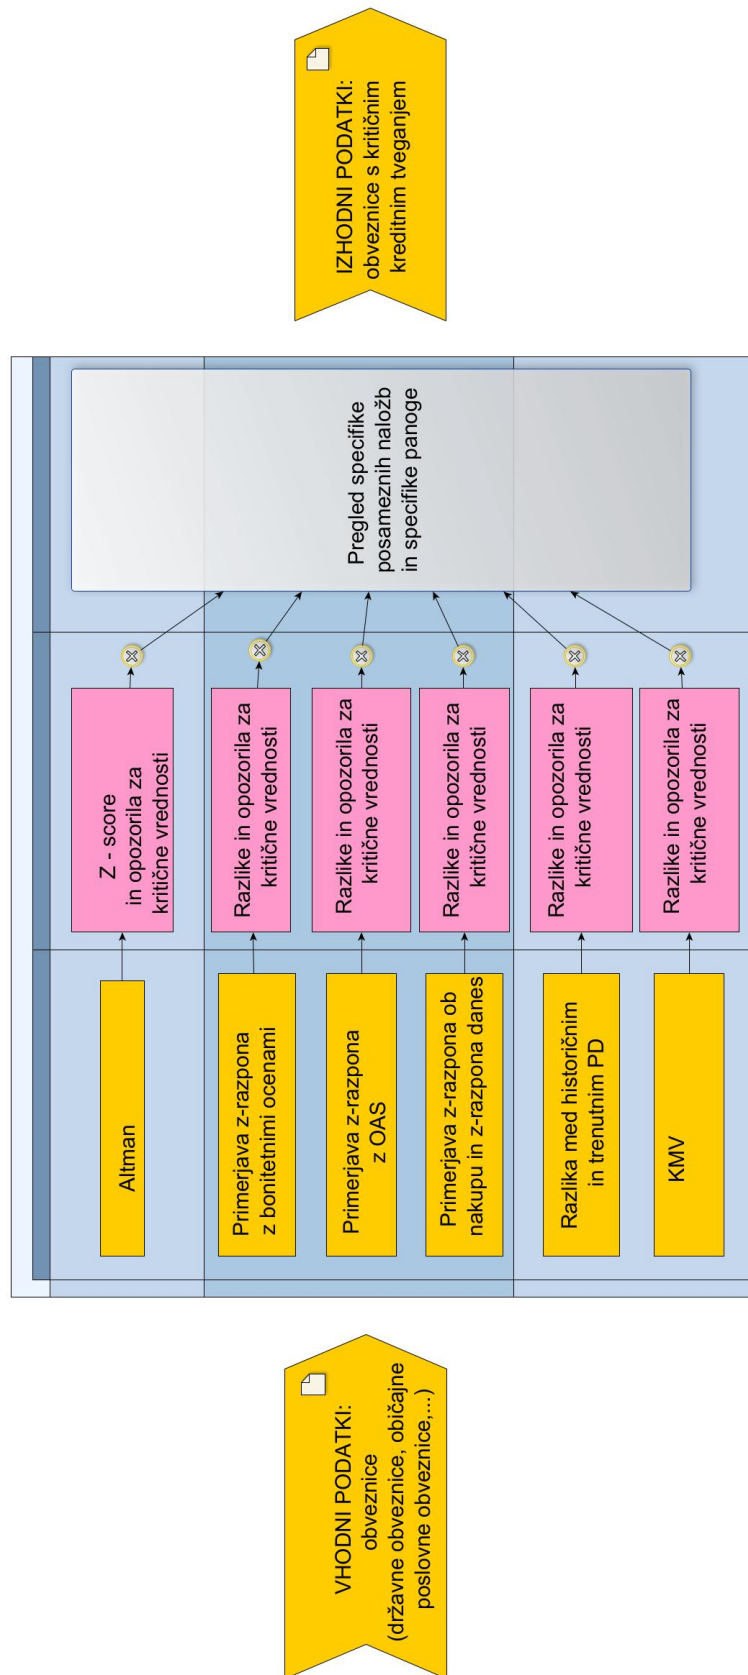 VHODNI PODATKI:
obveznice
(državne obveznice, običajne
poslovne obveznice,...)
Altman
Z - score
in opozorila za
kritične vrednosti
Primerjava z-razpona
z bonitetnimi ocenami
Razlike in opozorila za
kritične vrednosti
Primerjava z-razpona
z OAS
Razlike in opozorila za
kritične vrednosti
Primerjava z-razpona ob
nakupu in z-razpona danes
Razlike in opozorila za
kritične vrednosti
Razlika med historičnim
in trenutnim PD
Razlike in opozorila za
kritične vrednosti
KMV
Razlike in opozorila za
kritične vrednosti
Pregled specifike
posameznih naložb
in specifike panoge
IZHODNI PODATKI:
obveznice s kritičnim
kreditnim tveganjem